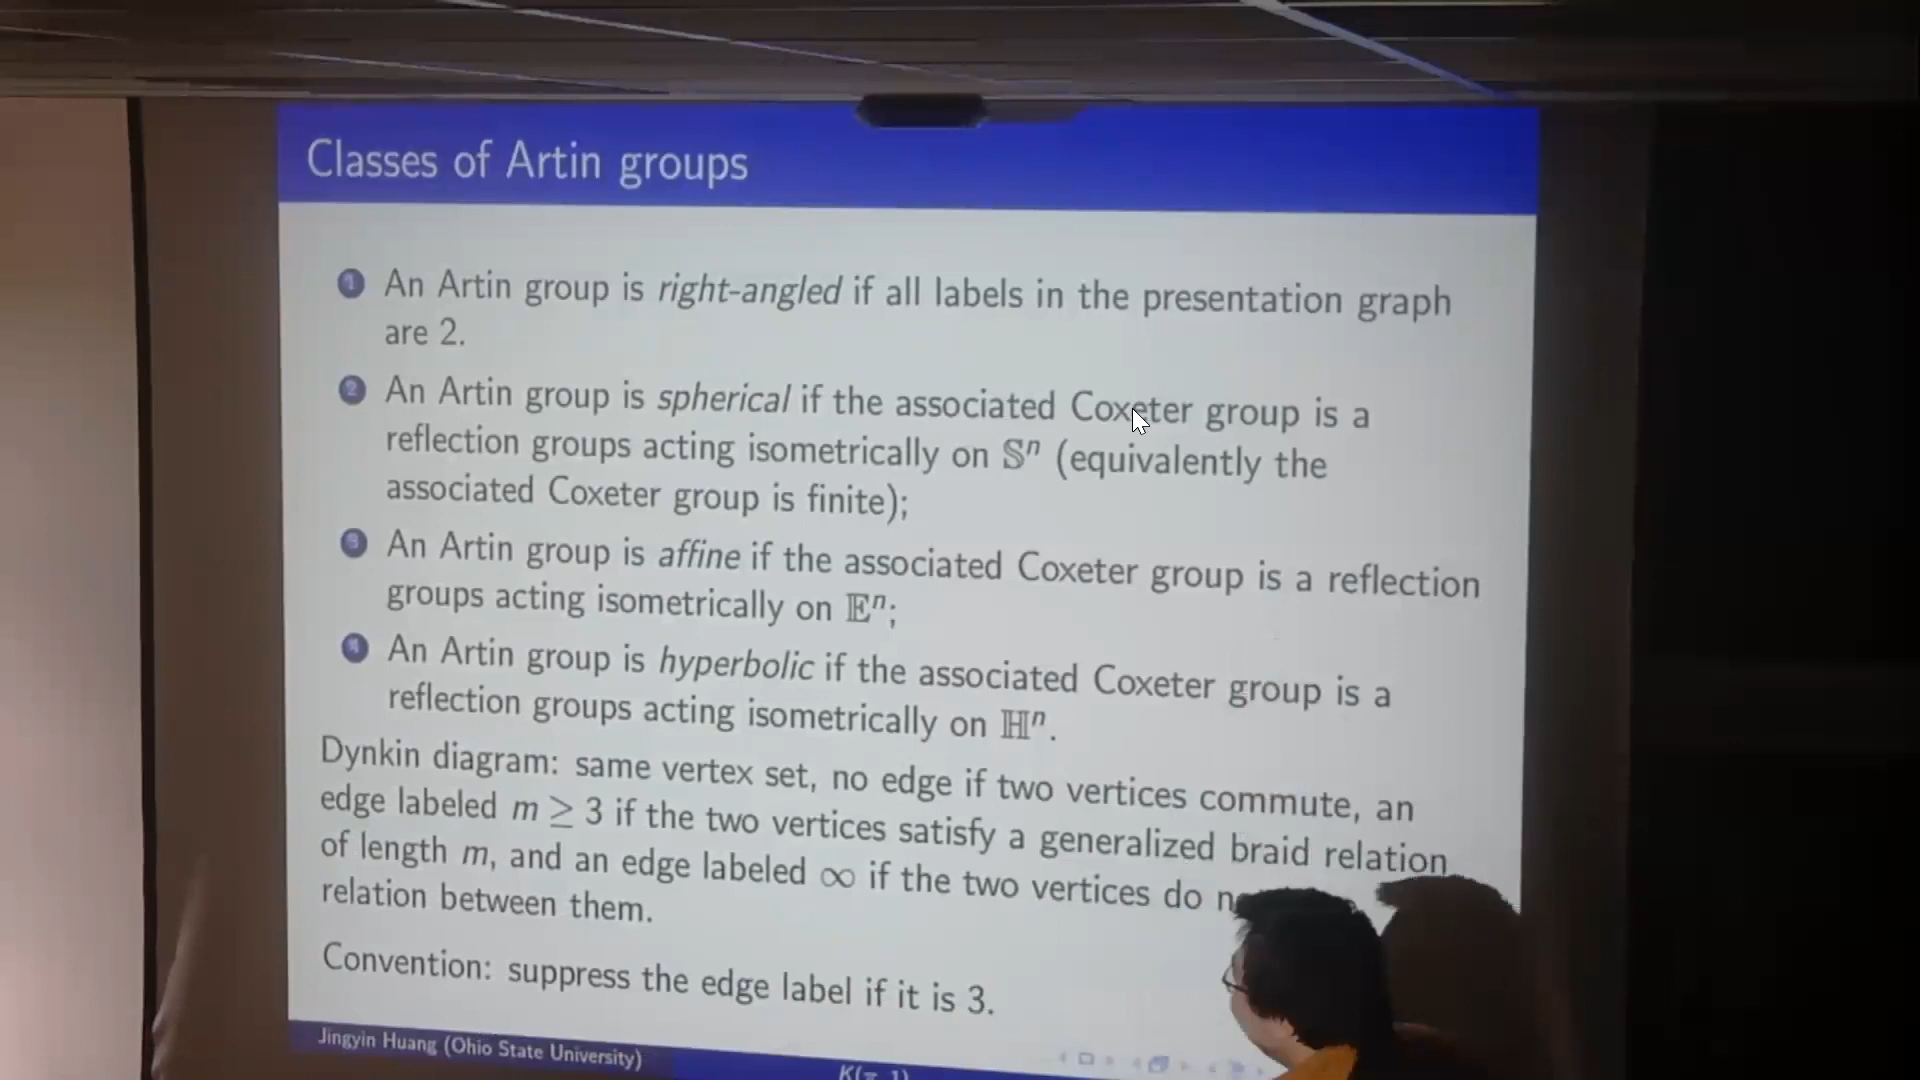 Classes of Artin groups
1 An Artin group is right-angled if all labels in the presentation graph
are 2.
2 An Artin group is spherical if the associated Coxeter group is a
reflection groups acting isometrically on 𝕊ⁿ (equivalently the
associated Coxeter group is finite);
3 An Artin group is affine if the associated Coxeter group is a reflection
groups acting isometrically on 𝔼ⁿ;
4 An Artin group is hyperbolic if the associated Coxeter group is a
reflection groups acting isometrically on ℍⁿ.
Dynkin diagram: same vertex set, no edge if two vertices commute, an
edge labeled m ≥ 3 if the two vertices satisfy a generalized braid relation
of length m, and an edge labeled ∞ if the two vertices do
relation between them.
Convention: suppress the edge label if it is 3.
Jingyin Huang (Ohio State University)
K(π, 1)